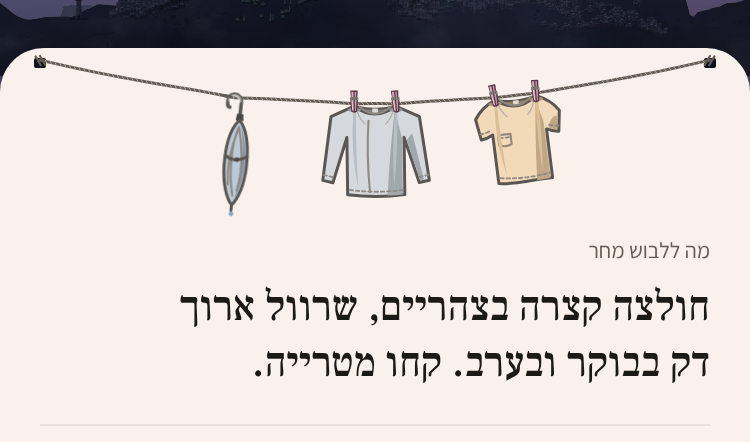 מה ללבוש מחר
חולצה קצרה בצהריים, שרוול ארוך
דק בבוקר ובערב. קחו מטרייה.